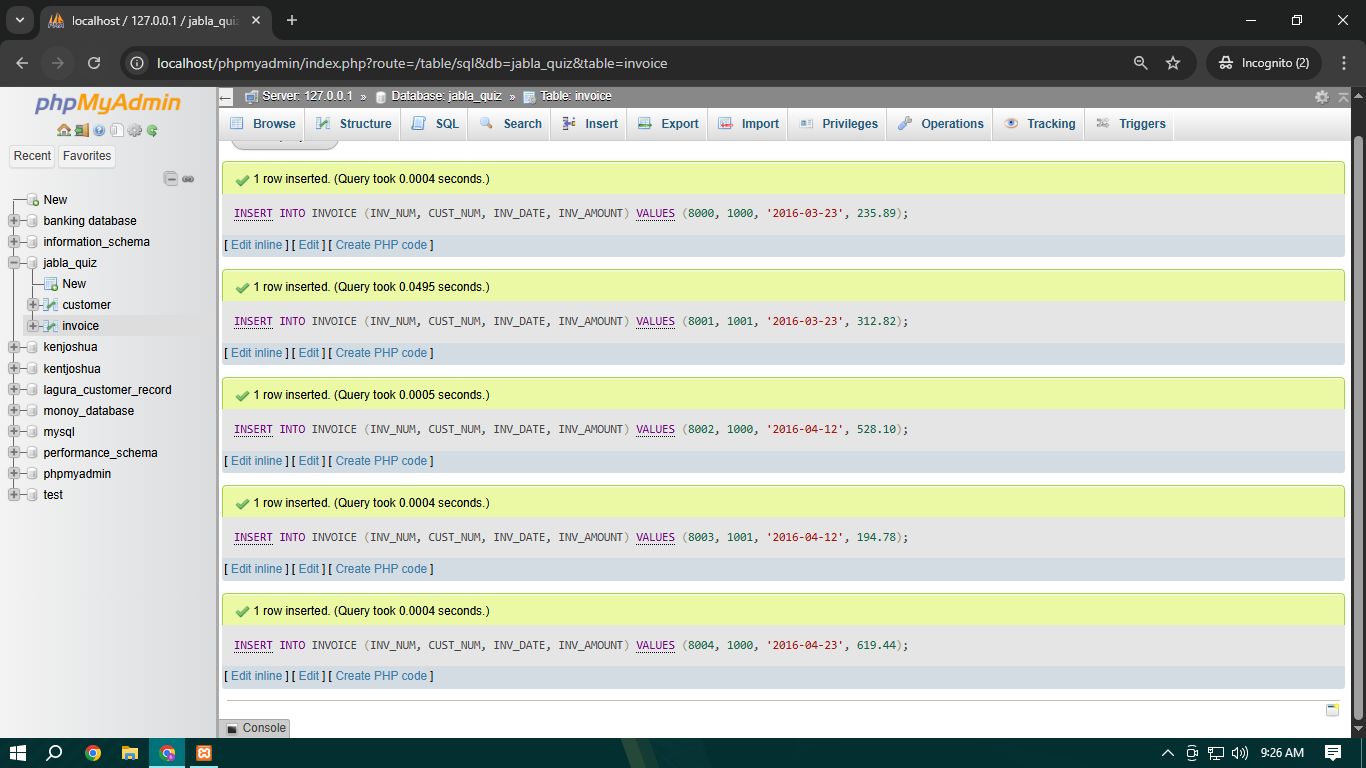 localhost / 127.0.0.1 / jabla_qui
localhost/phpmyadmin/index.php?route=/table/sql&db=jabla_quiz&table=invoice
Incognito (2)
phpMyAdmin
Recent
Favorites
New
banking database
information_schema
jabla_quiz
New
customer
invoice
kenjoshua
kentjoshua
lagura_customer_record
monoy_database
mysql
performance_schema
phpmyadmin
test
Server: 127.0.0.1 » Database: jabla_quiz » Table: invoice
Browse Structure SQL Search Insert Export Import Privileges Operations Tracking Triggers
1 row inserted. (Query took 0.0004 seconds.)
INSERT INTO INVOICE (INV_NUM, CUST_NUM, INV_DATE, INV_AMOUNT) VALUES (8000, 1000, '2016-03-23', 235.89);
[ Edit inline ] [ Edit ] [ Create PHP code ]
1 row inserted. (Query took 0.0495 seconds.)
INSERT INTO INVOICE (INV_NUM, CUST_NUM, INV_DATE, INV_AMOUNT) VALUES (8001, 1001, '2016-03-23', 312.82);
[ Edit inline ] [ Edit ] [ Create PHP code ]
1 row inserted. (Query took 0.0005 seconds.)
INSERT INTO INVOICE (INV_NUM, CUST_NUM, INV_DATE, INV_AMOUNT) VALUES (8002, 1000, '2016-04-12', 528.10);
[ Edit inline ] [ Edit ] [ Create PHP code ]
1 row inserted. (Query took 0.0004 seconds.)
INSERT INTO INVOICE (INV_NUM, CUST_NUM, INV_DATE, INV_AMOUNT) VALUES (8003, 1001, '2016-04-12', 194.78);
[ Edit inline ] [ Edit ] [ Create PHP code ]
1 row inserted. (Query took 0.0004 seconds.)
INSERT INTO INVOICE (INV_NUM, CUST_NUM, INV_DATE, INV_AMOUNT) VALUES (8004, 1000, '2016-04-23', 619.44);
[ Edit inline ] [ Edit ] [ Create PHP code ]
Console
9:26 AM